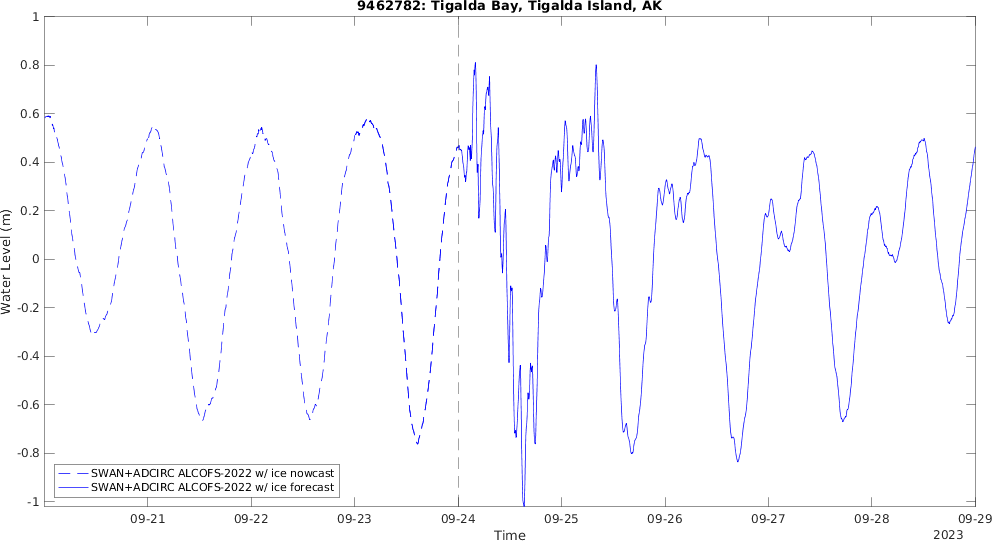 9462782: Tigalda Bay, Tigalda Island, AK
Water Level (m)
1
0.8
0.6
0.4
0.2
0
-0.2
-0.4
-0.6
-0.8
-1
SWAN+ADCIRC ALCOFS-2022 w/ ice nowcast
SWAN+ADCIRC ALCOFS-2022 w/ ice forecast
09-21 09-22 09-23 09-24 09-25 09-26 09-27 09-28 09-29
Time
2023